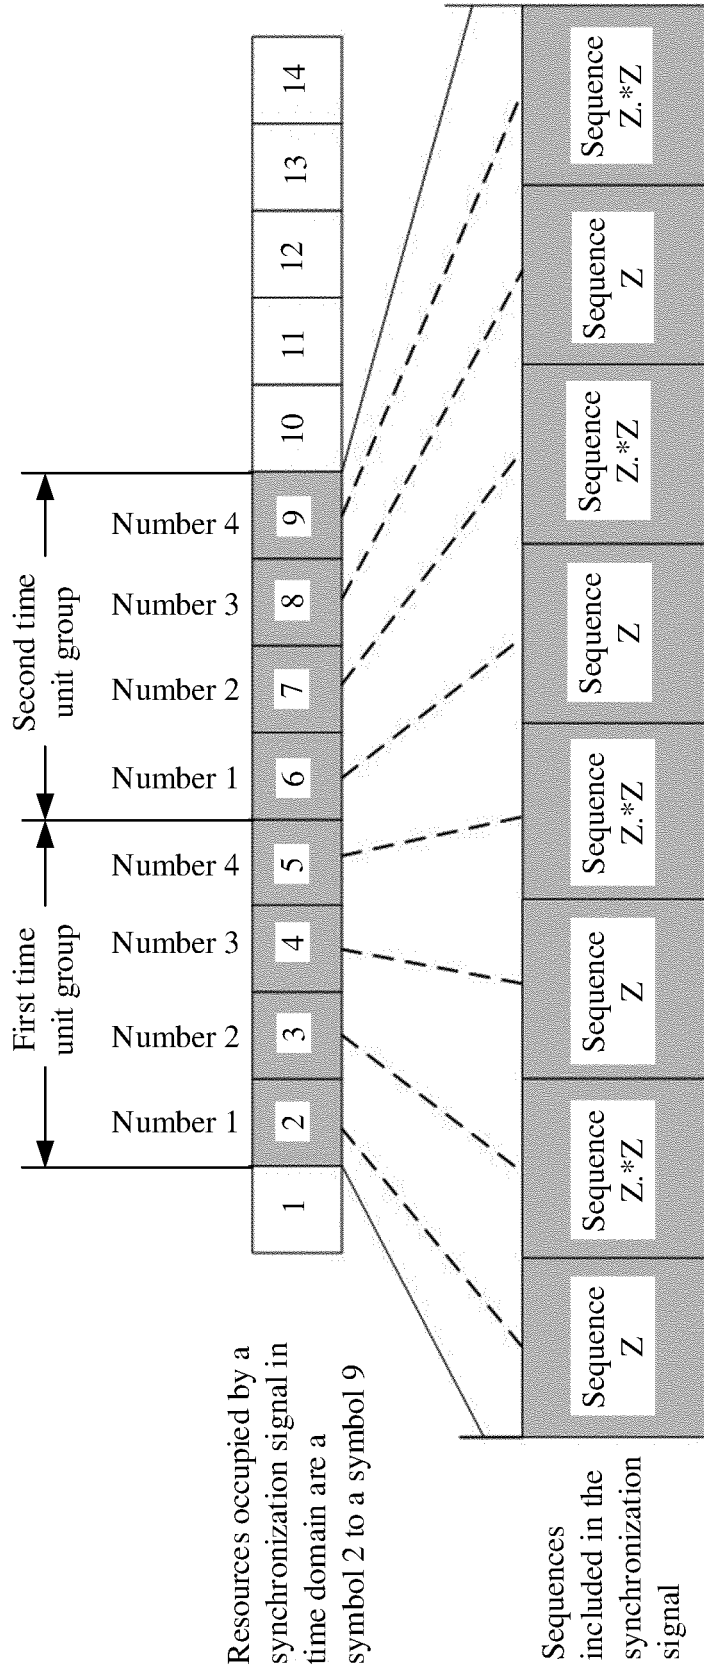 First time
unit group
Second time
unit group
Number 1
Number 2
Number 3
Number 4
Number 1
Number 2
Number 3
Number 4
Resources occupied by a
synchronization signal in
time domain are a
symbol 2 to a symbol 9
1
2
3
4
5
6
7
8
9
10
11
12
13
14
Sequences
included in the
synchronization
signal
Sequence
Z
Sequence
Z.*Z
Sequence
Z
Sequence
Z.*Z
Sequence
Z
Sequence
Z.*Z
Sequence
Z
Sequence
Z.*Z